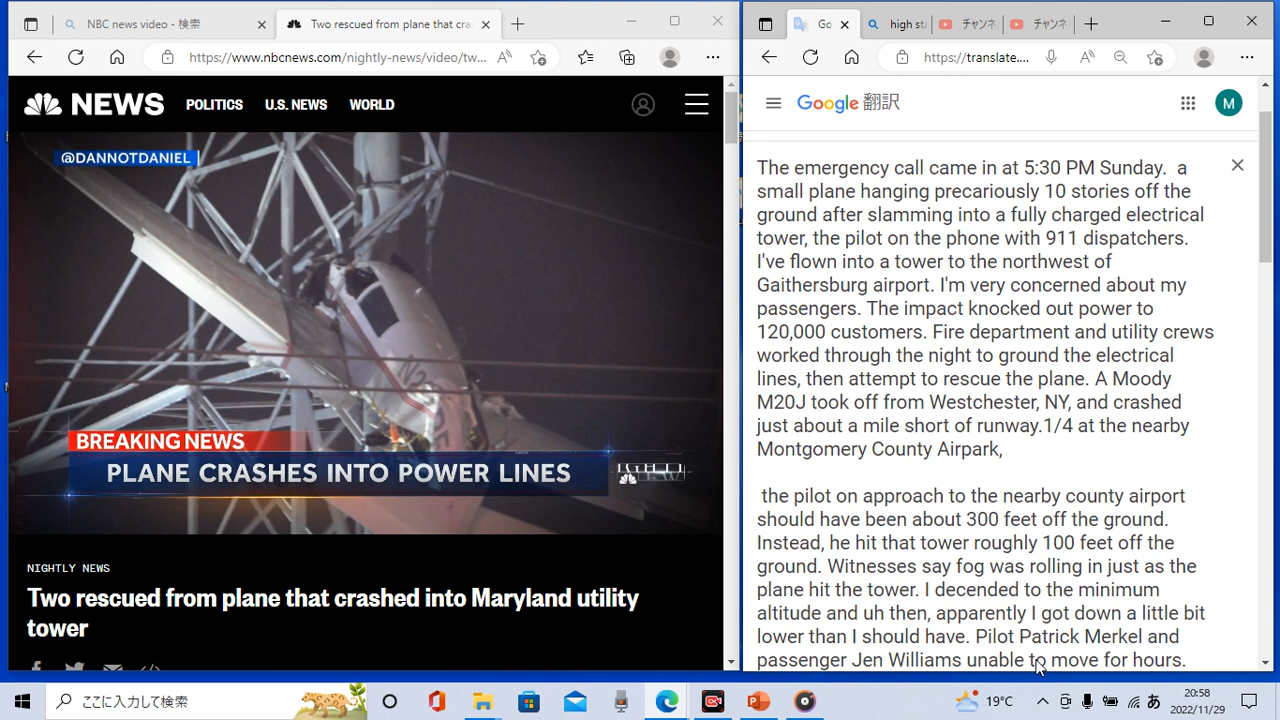 NBC news video - 検索
Two rescued from plane that cra
https://www.nbcnews.com/nightly-news/video/tw...
NEWS
POLITICS
U.S. NEWS
WORLD
@DANNOTDANIEL
BREAKING NEWS
PLANE CRASHES INTO POWER LINES
NIGHTLY NEWS
Two rescued from plane that crashed into Maryland utility
tower
Go
high sta
チャンネ
チャンネ
https://translate....
Google 翻訳
M
The emergency call came in at 5:30 PM Sunday.  a
small plane hanging precariously 10 stories off the
ground after slamming into a fully charged electrical
tower, the pilot on the phone with 911 dispatchers.
I've flown into a tower to the northwest of
Gaithersburg airport. I'm very concerned about my
passengers. The impact knocked out power to
120,000 customers. Fire department and utility crews
worked through the night to ground the electrical
lines, then attempt to rescue the plane. A Moody
M20J took off from Westchester, NY, and crashed
just about a mile short of runway.1/4 at the nearby
Montgomery County Airpark,
the pilot on approach to the nearby county airport
should have been about 300 feet off the ground.
Instead, he hit that tower roughly 100 feet off the
ground. Witnesses say fog was rolling in just as the
plane hit the tower. I decended to the minimum
altitude and uh then, apparently I got down a little bit
lower than I should have. Pilot Patrick Merkel and
passenger Jen Williams unable to move for hours.
ここに入力して検索
19°C
あ
20:58
2022/11/29